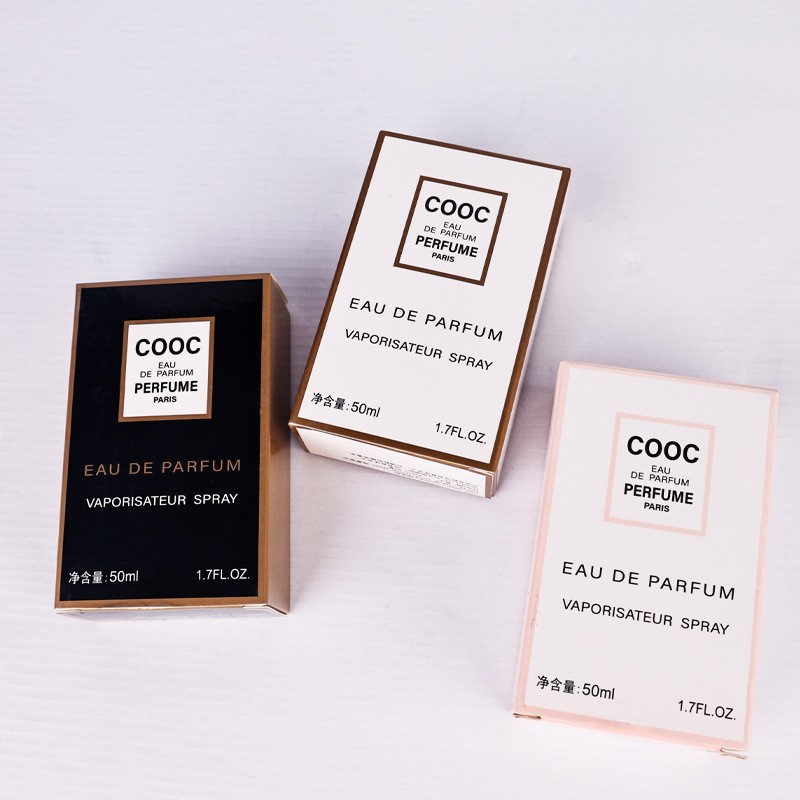 COOC
EAU
DE PARFUM
PERFUME
PARIS
EAU DE PARFUM
VAPORISATEUR SPRAY
净含量:50ml
1.7FL.OZ.
COOC
EAU
DE PARFUM
PERFUME
PARIS
EAU DE PARFUM
VAPORISATEUR SPRAY
净含量:50ml
1.7FL.OZ.
COOC
EAU
DE PARFUM
PERFUME
PARIS
EAU DE PARFUM
VAPORISATEUR SPRAY
净含量:50ml
1.7FL.OZ.